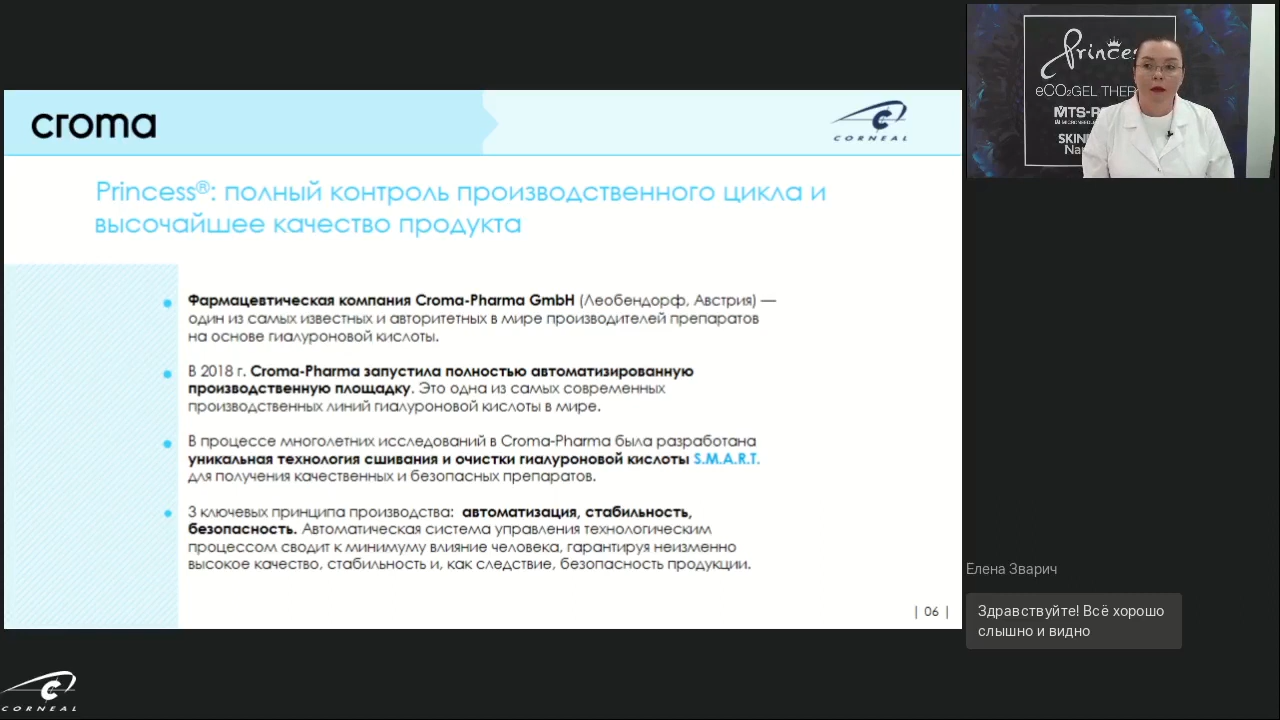 croma
CORNEAL
Princess®: полный контроль производственного цикла и
высочайшее качество продукта
Фармацевтическая компания Croma-Pharma GmbH (Леобендорф, Австрия) —
один из самых известных и авторитетных в мире производителей препаратов
на основе гиалуроновой кислоты.
В 2018 г. Croma-Pharma запустила полностью автоматизированную
производственную площадку. Это одна из самых современных
производственных линий гиалуроновой кислоты в мире.
В процессе многолетних исследований в Croma-Pharma была разработана
уникальная технология сшивания и очистки гиалуроновой кислоты S.M.A.R.T.
для получения качественных и безопасных препаратов.
3 ключевых принципа производства: автоматизация, стабильность,
безопасность. Автоматическая система управления технологическим
процессом сводит к минимуму влияние человека, гарантируя неизменно
высокое качество, стабильность и, как следствие, безопасность продукции.
| 06 |
CORNEAL
Princes
eCO₂GEL THER
MTS-
SKIN
Na
Елена Зварич
Здравствуйте! Всё хорошо
слышно и видно